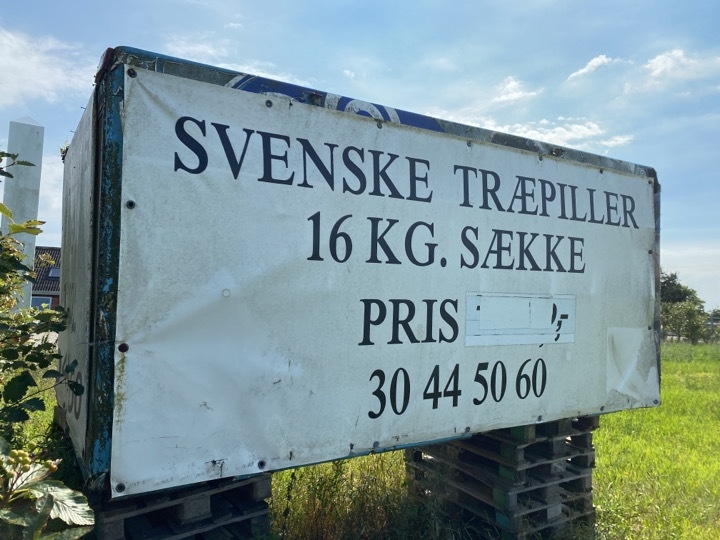 SVENSKE TRÆPILLER
16 KG. SÆKKE
PRIS
30 44 50 60